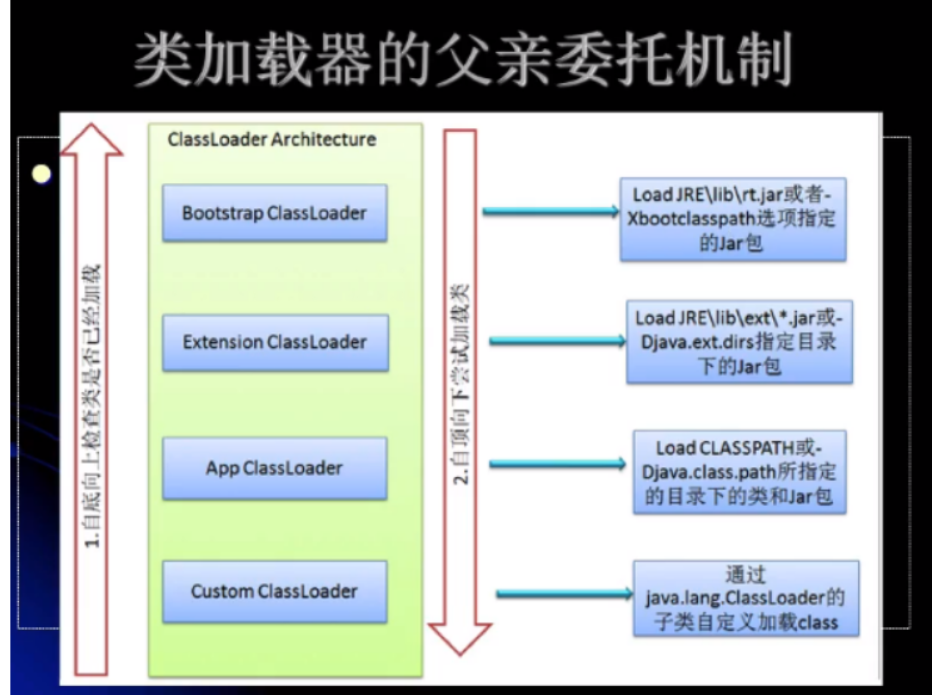 类加载器的父亲委托机制
ClassLoader Architecture
1.自底向上检查类是否已经加载
2.自顶向下尝试加载类
Bootstrap ClassLoader
Load JRE\lib\rt.jar或者-
Xbootclasspath选项指定
的Jar包
Extension ClassLoader
Load JRE\lib\ext\*.jar或-
Djava.ext.dirs指定目录
下的Jar包
App ClassLoader
Load CLASSPATH或-
Djava.class.path所指定
的目录下的类和Jar包
Custom ClassLoader
通过
java.lang.ClassLoader的
子类自定义加载class